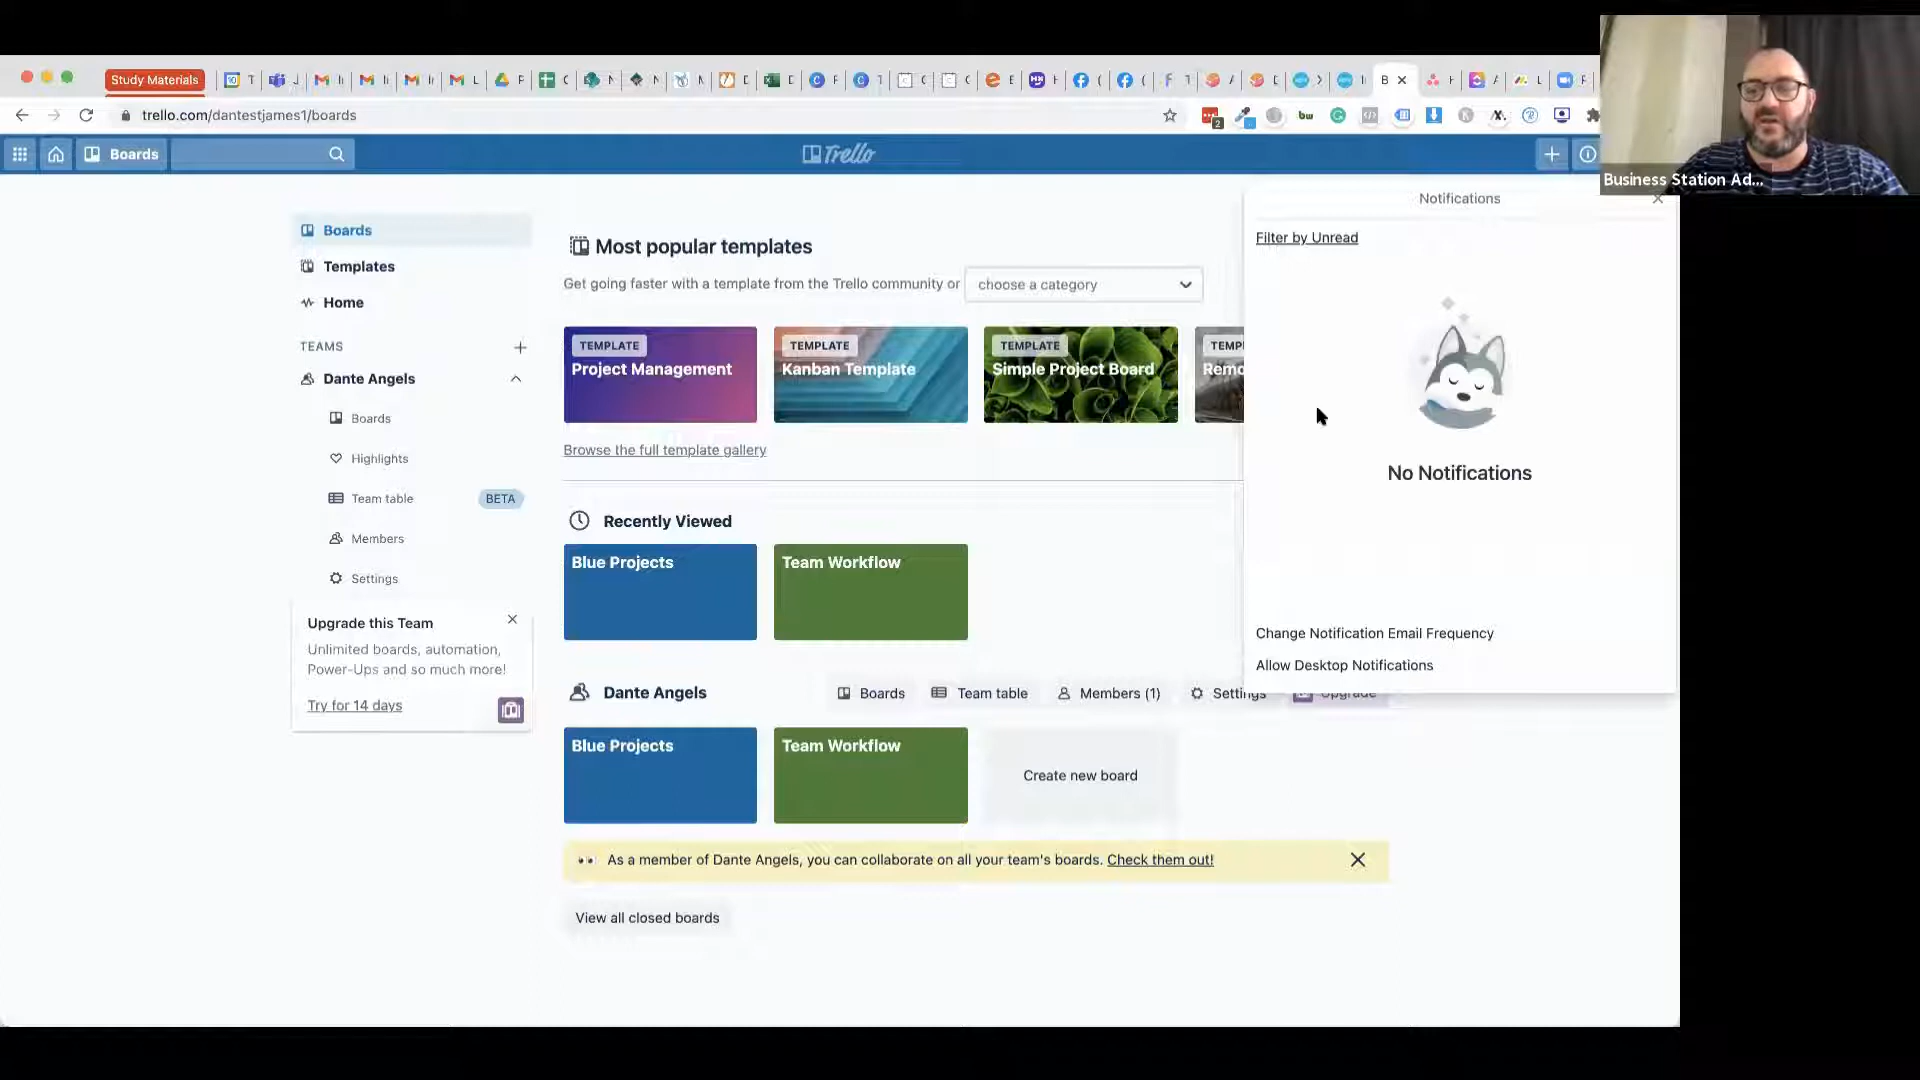 Study Materials
trello.com/dantestjames1/boards
2
Boards
Trello
Business Station Ad...
Boards
Templates
Home
TEAMS
Dante Angels
Boards
Highlights
Team table
BETA
Members
Settings
Upgrade this Team
Unlimited boards, automation,
Power-Ups and so much more!
Try for 14 days
Most popular templates
Get going faster with a template from the Trello community or
choose a category
TEMPLATE
Project Management
TEMPLATE
Kanban Template
TEMPLATE
Simple Project Board
TEMP
Remo
Browse the full template gallery
Recently Viewed
Blue Projects
Team Workflow
Dante Angels
Boards
Team table
Members (1)
Settings
Upgrade
Blue Projects
Team Workflow
Create new board
As a member of Dante Angels, you can collaborate on all your team's boards. Check them out!
View all closed boards
Notifications
Filter by Unread
No Notifications
Change Notification Email Frequency
Allow Desktop Notifications